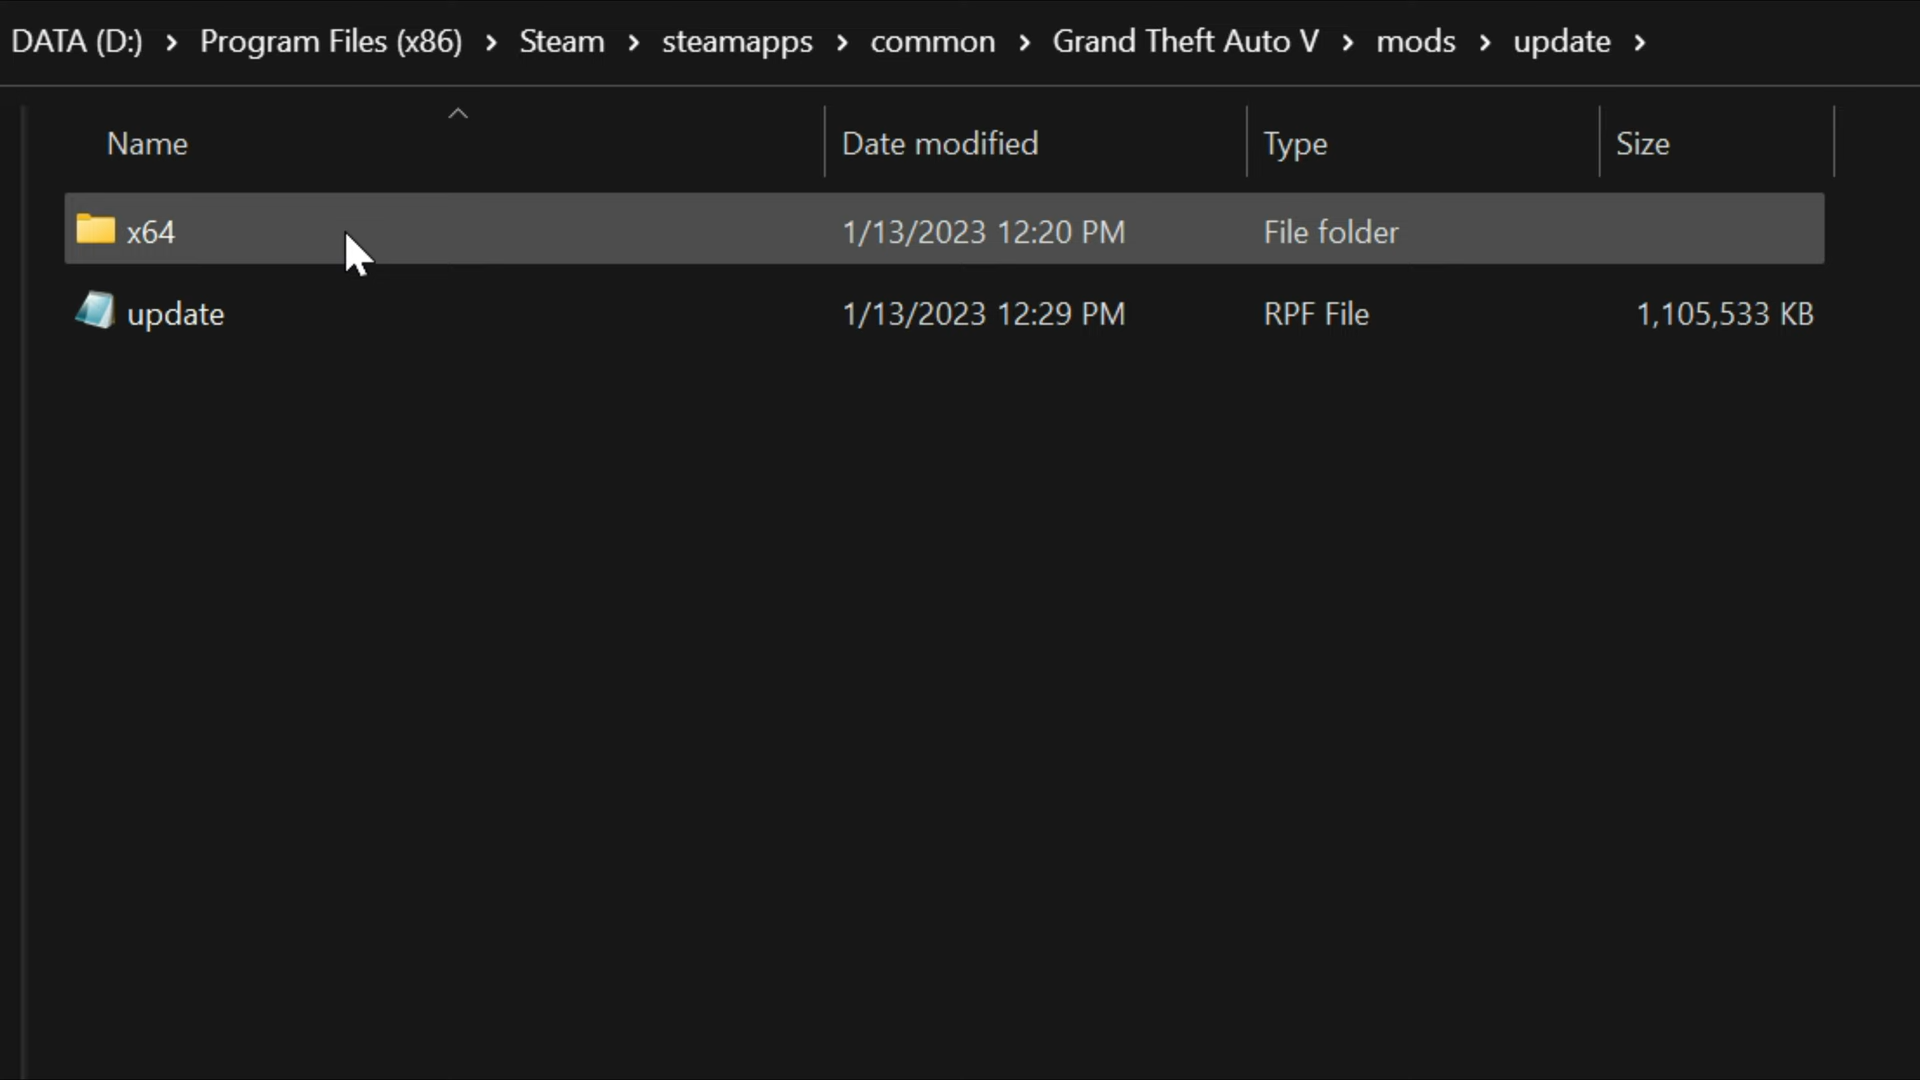 DATA (D:) > Program Files (x86) > Steam > steamapps > common > Grand Theft Auto V > mods > update >
Name Date modified Type Size
x64 1/13/2023 12:20 PM File folder
update 1/13/2023 12:29 PM RPF File 1,105,533 KB